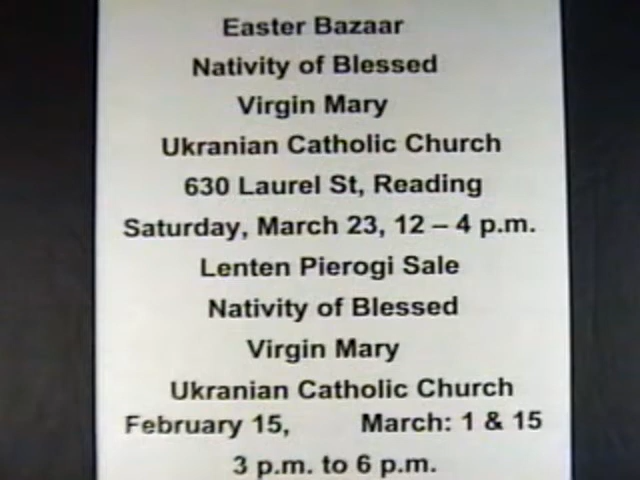 Easter Bazaar
Nativity of Blessed
Virgin Mary
Ukranian Catholic Church
630 Laurel St, Reading
Saturday, March 23, 12 – 4 p.m.
Lenten Pierogi Sale
Nativity of Blessed
Virgin Mary
Ukranian Catholic Church
February 15, March: 1 & 15
3 p.m. to 6 p.m.